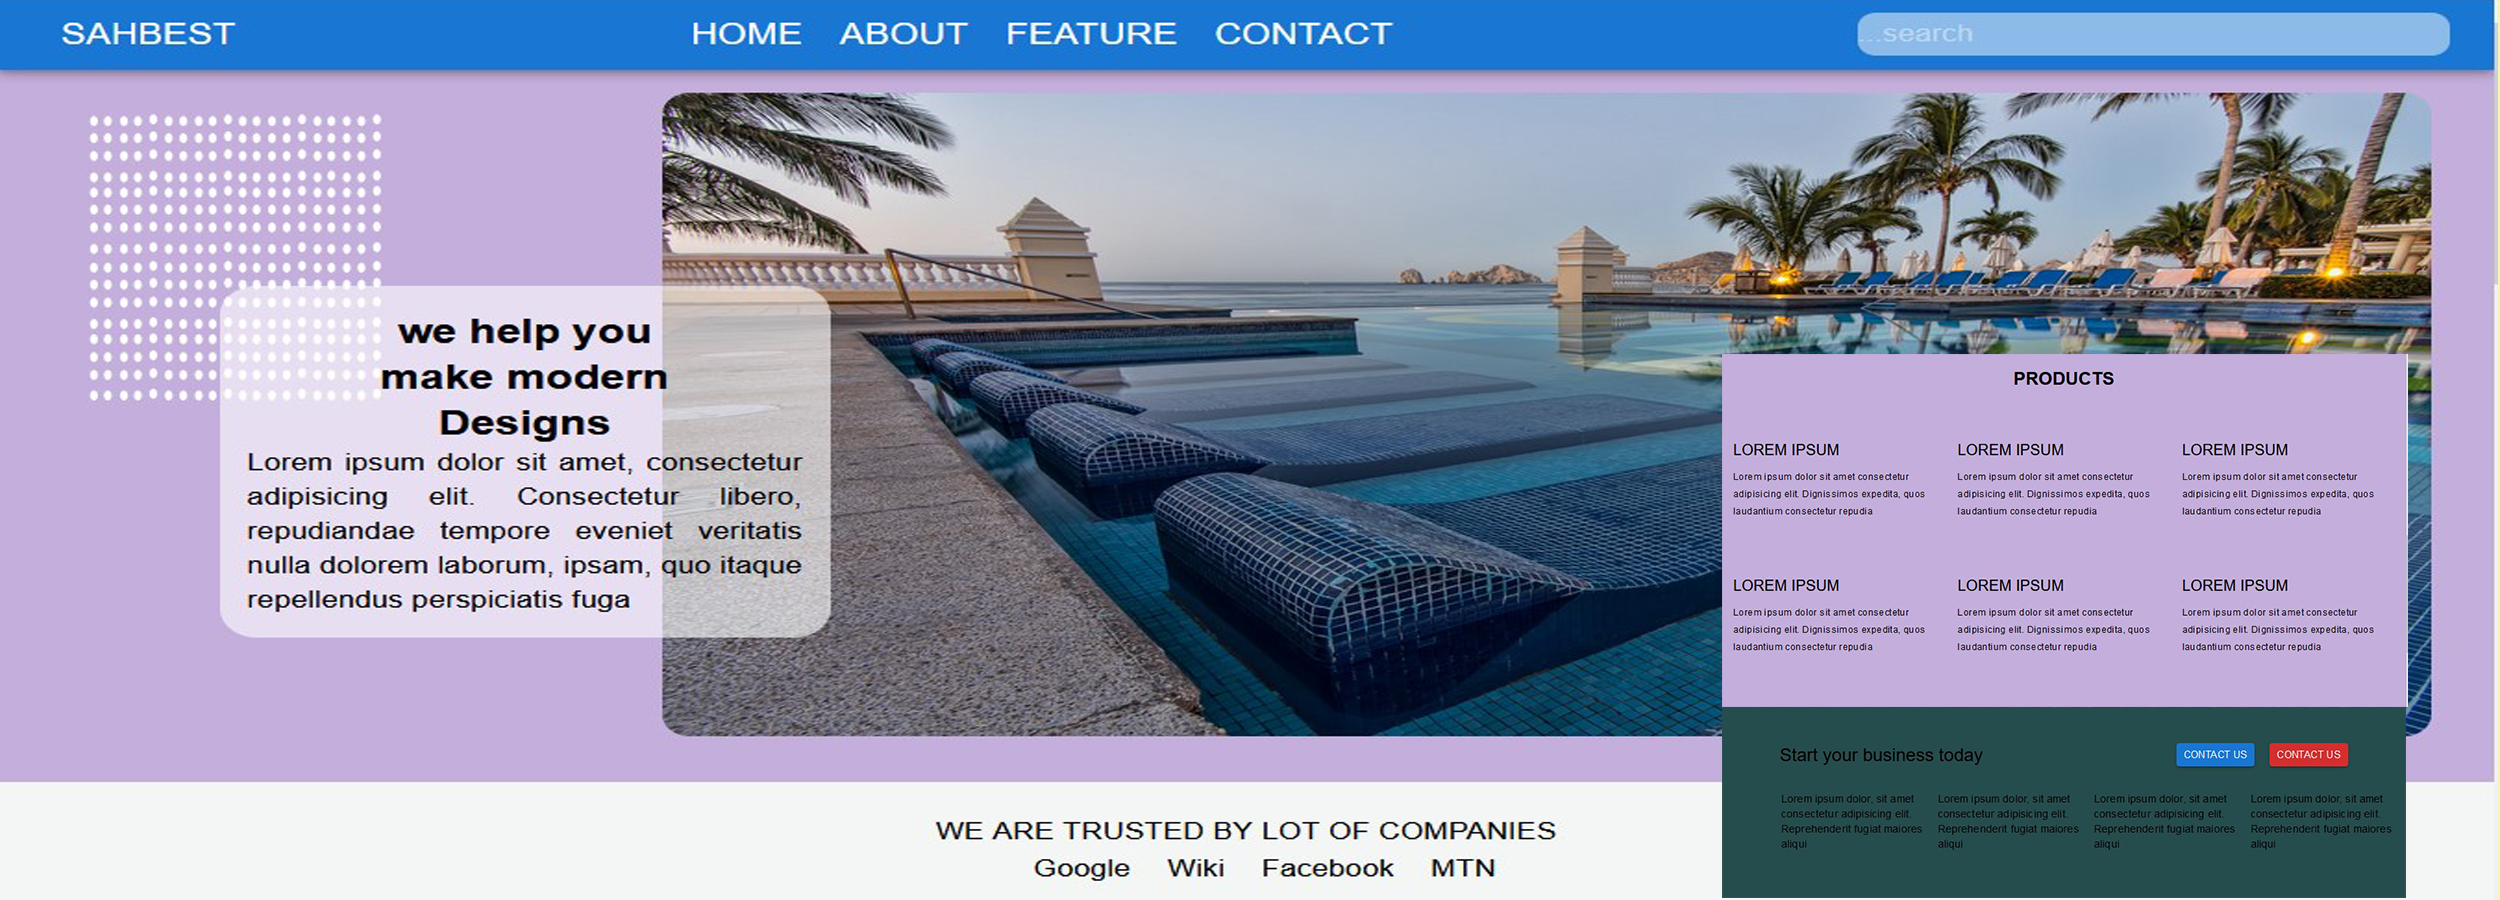 SAHBEST
HOME ABOUT FEATURE CONTACT
...search
we help you
make modern
Designs
Lorem ipsum dolor sit amet, consectetur
adipisicing elit. Consectetur libero,
repudiandae tempore eveniet veritatis
nulla dolorem laborum, ipsam, quo itaque
repellendus perspiciatis fuga
WE ARE TRUSTED BY LOT OF COMPANIES
Google Wiki Facebook MTN
PRODUCTS
LOREM IPSUM
Lorem ipsum dolor sit amet consectetur
adipisicing elit. Dignissimos expedita, quos
laudantium consectetur repudia
LOREM IPSUM
Lorem ipsum dolor sit amet consectetur
adipisicing elit. Dignissimos expedita, quos
laudantium consectetur repudia
LOREM IPSUM
Lorem ipsum dolor sit amet consectetur
adipisicing elit. Dignissimos expedita, quos
laudantium consectetur repudia
LOREM IPSUM
Lorem ipsum dolor sit amet consectetur
adipisicing elit. Dignissimos expedita, quos
laudantium consectetur repudia
LOREM IPSUM
Lorem ipsum dolor sit amet consectetur
adipisicing elit. Dignissimos expedita, quos
laudantium consectetur repudia
LOREM IPSUM
Lorem ipsum dolor sit amet consectetur
adipisicing elit. Dignissimos expedita, quos
laudantium consectetur repudia
Start your business today
CONTACT US
CONTACT US
Lorem ipsum dolor, sit amet
consectetur adipisicing elit.
Reprehenderit fugiat maiores
aliqui
Lorem ipsum dolor, sit amet
consectetur adipisicing elit.
Reprehenderit fugiat maiores
aliqui
Lorem ipsum dolor, sit amet
consectetur adipisicing elit.
Reprehenderit fugiat maiores
aliqui
Lorem ipsum dolor, sit amet
consectetur adipisicing elit.
Reprehenderit fugiat maiores
aliqui